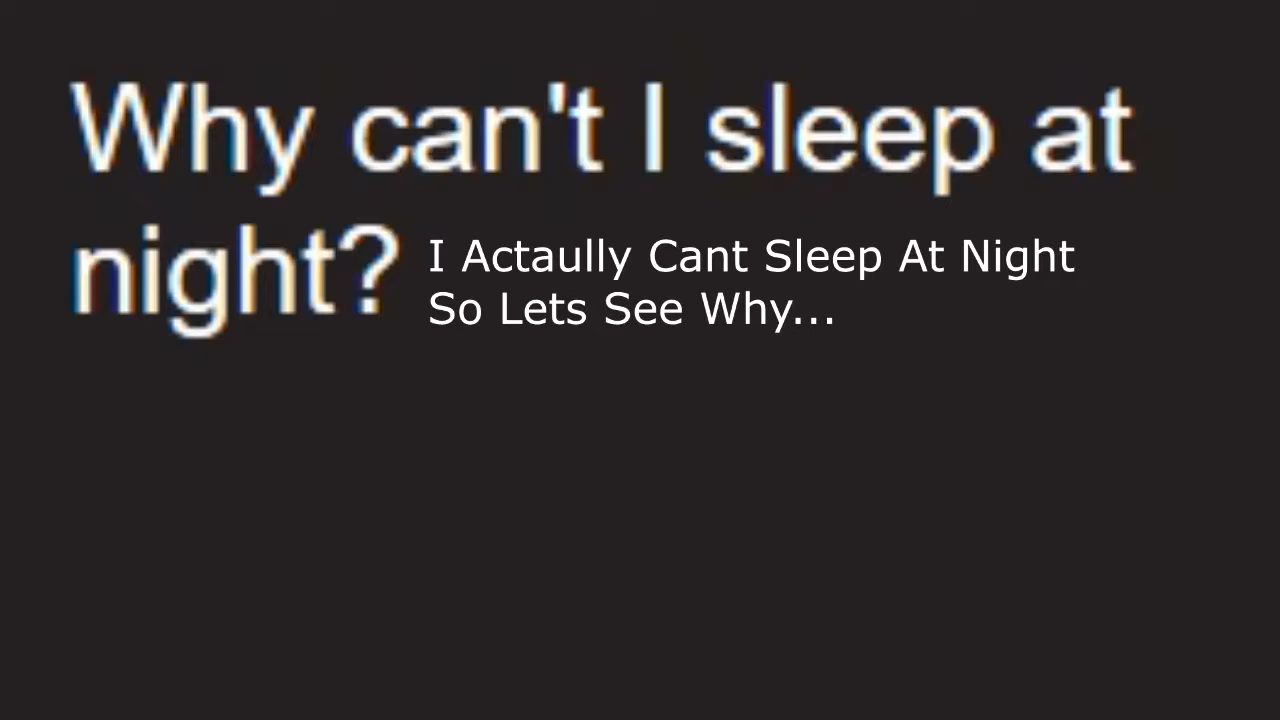 Why can't I sleep at
night?
I Actaully Cant Sleep At Night
So Lets See Why...